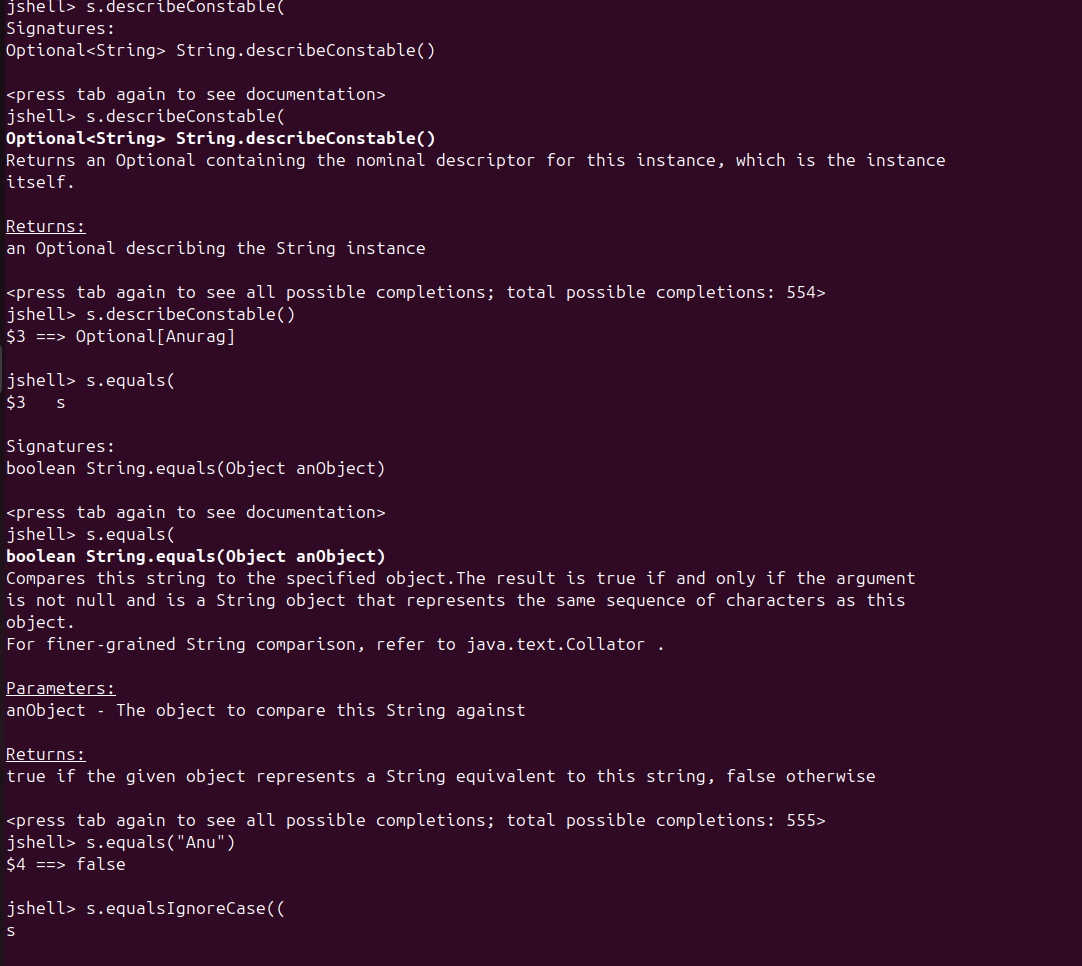 jshell> s.describeConstable(
Signatures:
Optional<String> String.describeConstable()
<press tab again to see documentation>
jshell> s.describeConstable(
Optional<String> String.describeConstable()
Returns an Optional containing the nominal descriptor for this instance, which is the instance
itself.
Returns:
an Optional describing the String instance
<press tab again to see all possible completions; total possible completions: 554>
jshell> s.describeConstable()
$3 ==> Optional[Anurag]
jshell> s.equals(
$3   s
Signatures:
boolean String.equals(Object anObject)
<press tab again to see documentation>
jshell> s.equals(
boolean String.equals(Object anObject)
Compares this string to the specified object.The result is true if and only if the argument
is not null and is a String object that represents the same sequence of characters as this
object.
For finer-grained String comparison, refer to java.text.Collator .
Parameters:
anObject - The object to compare this String against
Returns:
true if the given object represents a String equivalent to this string, false otherwise
<press tab again to see all possible completions; total possible completions: 555>
jshell> s.equals("Anu")
$4 ==> false
jshell> s.equalsIgnoreCase((
s